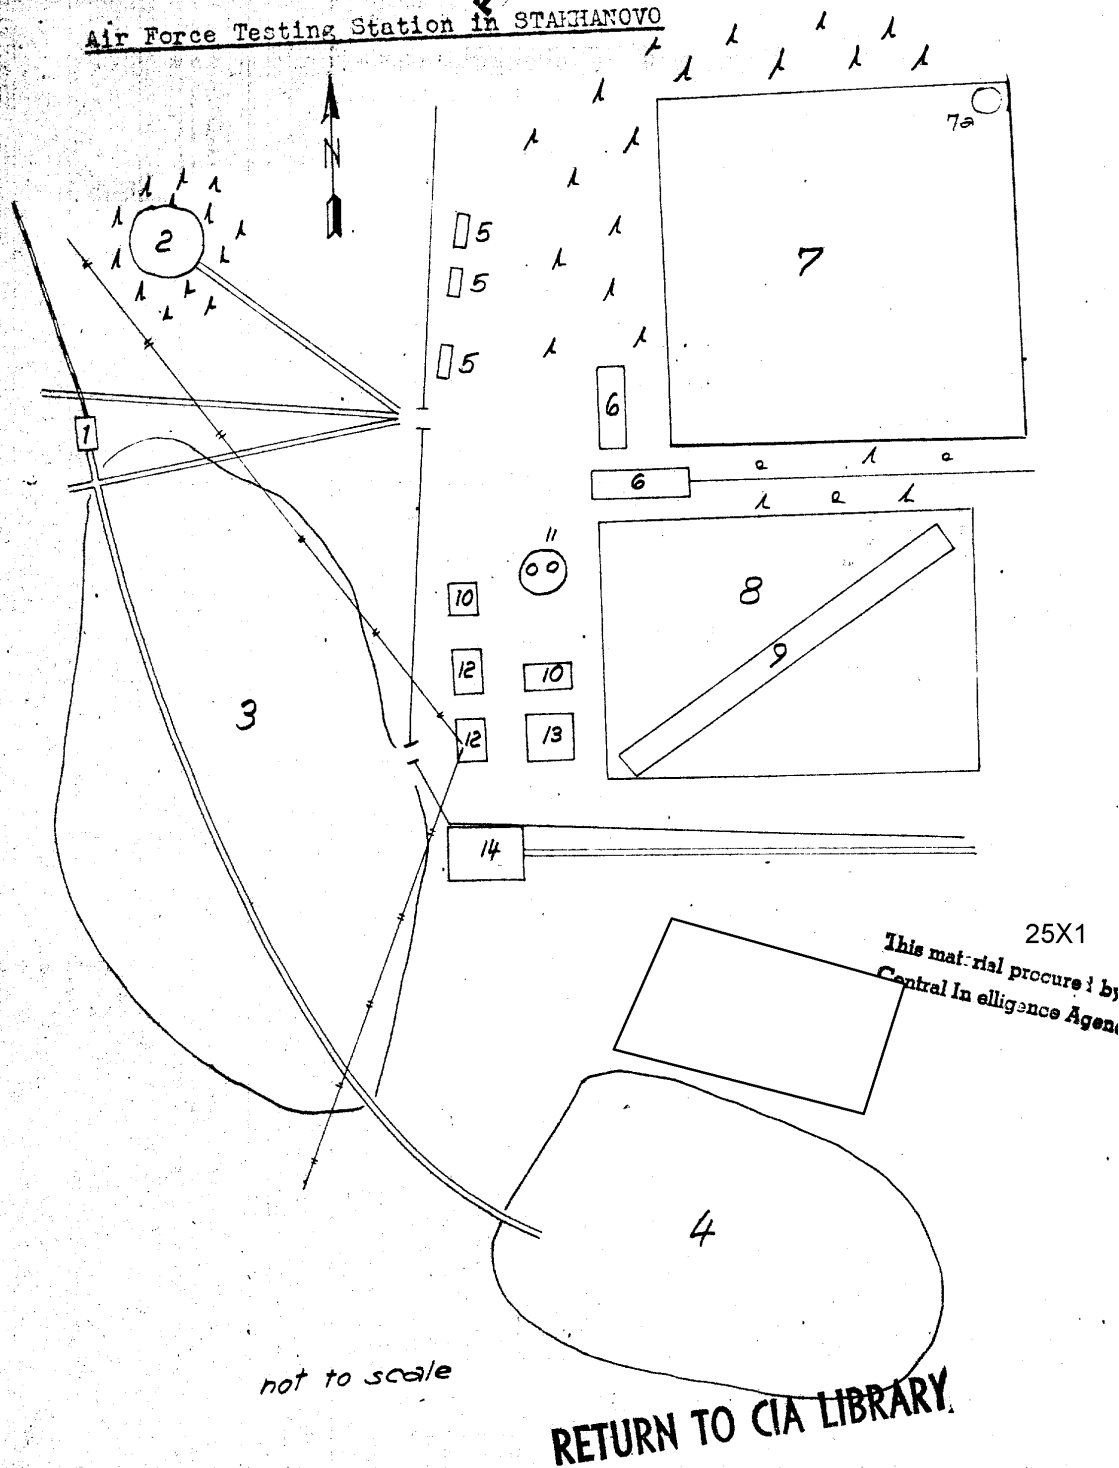 Air Force Testing Station in STAKHANOVO
N
7a
2
5
7
5
5
6
1
6
11
8
10
9
12
10
3
12
13
14
25X1
This material procured by
Central Intelligence Agenc
4
not to scale
RETURN TO CIA LIBRARY